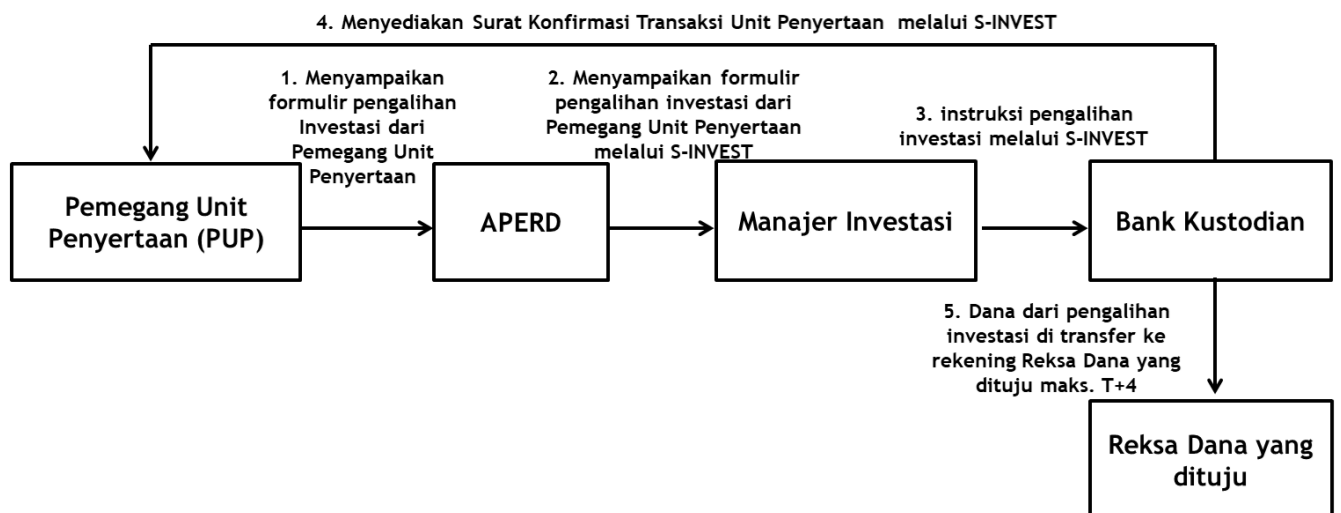 4. Menyediakan Surat Konfirmasi Transaksi Unit Penyertaan melalui S-INVEST
1. Menyampaikan
formulir pengalihan
Investasi dari
Pemegang Unit
Penyertaan
2. Menyampaikan formulir
pengalihan investasi dari
Pemegang Unit Penyertaan
melalui S-INVEST
3. instruksi pengalihan
investasi melalui S-INVEST
Pemegang Unit
Penyertaan (PUP)
APERD
Manajer Investasi
Bank Kustodian
5. Dana dari pengalihan
investasi di transfer ke
rekening Reksa Dana yang
dituju maks. T+4
Reksa Dana yang
dituju